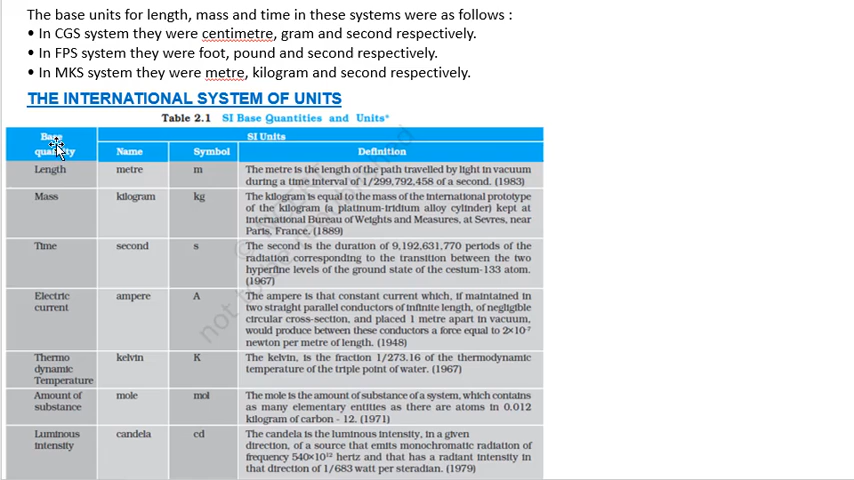 The base units for length, mass and time in these systems were as follows :
• In CGS system they were centimetre, gram and second respectively.
• In FPS system they were foot, pound and second respectively.
• In MKS system they were metre, kilogram and second respectively.
THE INTERNATIONAL SYSTEM OF UNITS
Table 2.1 SI Base Quantities and Units*
Base quantity
SI Units
Name Symbol Definition
Length metre m The metre is the length of the path travelled by light in vacuum
during a time interval of 1/299,792,458 of a second. (1983)
Mass kilogram kg The kilogram is equal to the mass of the international prototype
of the kilogram (a platinum-iridium alloy cylinder) kept at
international Bureau of Weights and Measures, at Sevres, near
Paris, France. (1889)
Time second s The second is the duration of 9,192,631,770 periods of the
radiation corresponding to the transition between the two
hyperfine levels of the ground state of the cesium-133 atom.
(1967)
Electric current ampere A The ampere is that constant current which, if maintained in
two straight parallel conductors of infinite length, of negligible
circular cross-section, and placed 1 metre apart in vacuum,
would produce between these conductors a force equal to 2×10⁻⁷
newton per metre of length. (1948)
Thermo dynamic Temperature kelvin K The kelvin, is the fraction 1/273.16 of the thermodynamic
temperature of the triple point of water. (1967)
Amount of substance mole mol The mole is the amount of substance of a system, which contains
as many elementary entities as there are atoms in 0.012
kilogram of carbon - 12. (1971)
Luminous intensity candela cd The candela is the luminous intensity, in a given
direction, of a source that emits monochromatic radiation of
frequency 540×10¹² hertz and that has a radiant intensity in
that direction of 1/683 watt per steradian. (1979)